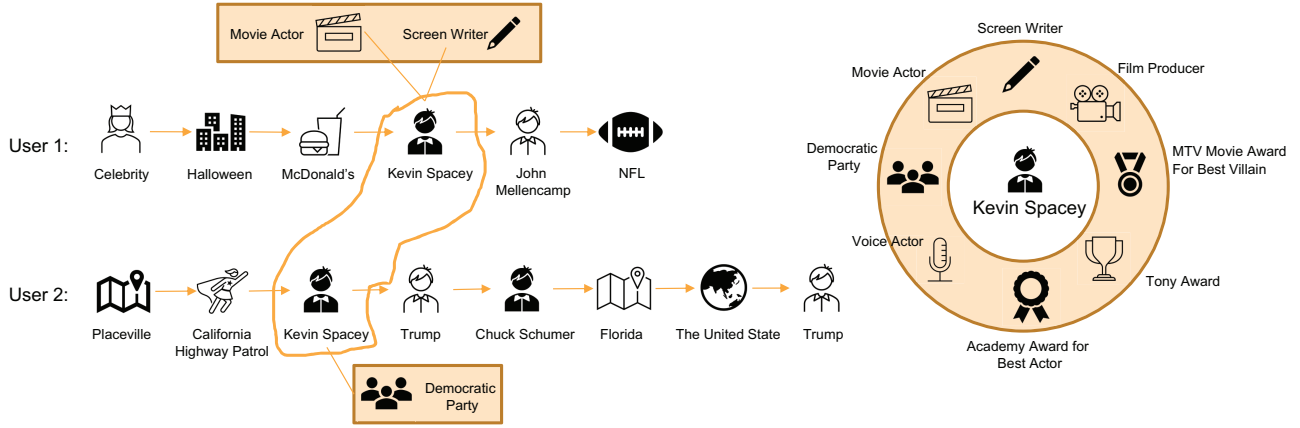 Movie Actor
Screen Writer
User 1:
Celebrity
Halloween
McDonald's
Kevin Spacey
John
Mellencamp
NFL
User 2:
Placeville
California
Highway Patrol
Kevin Spacey
Trump
Chuck Schumer
Florida
The United State
Trump
Democratic
Party
Screen Writer
Movie Actor
Film Producer
Democratic
Party
MTV Movie Award
For Best Villain
Kevin Spacey
Voice Actor
Tony Award
Academy Award for
Best Actor